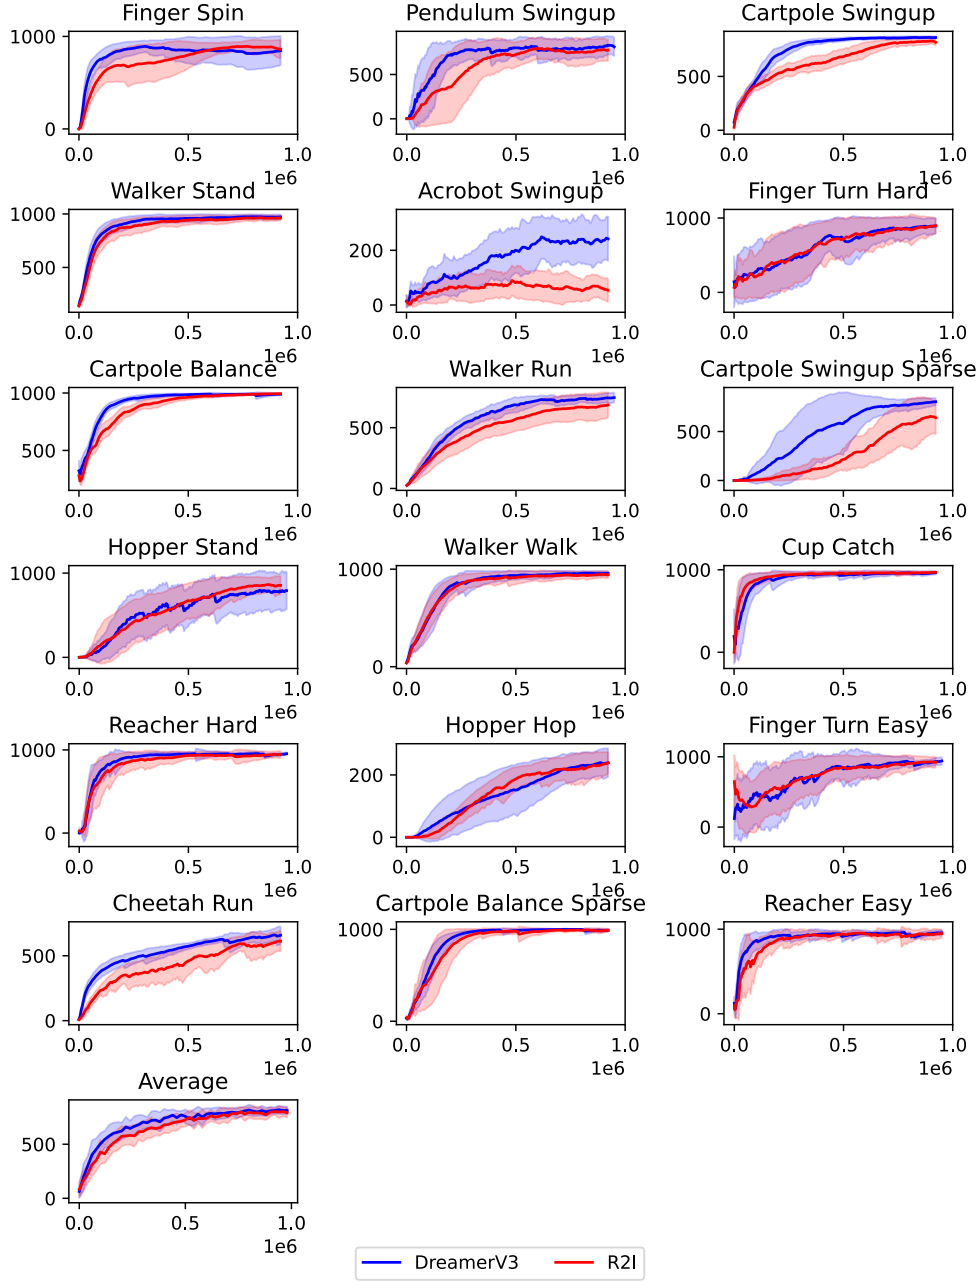 Finger Spin Pendulum Swingup Cartpole Swingup
1000
0
500
0
500
0
0.0 0.5 1.0 0.0 0.5 1.0 0.0 0.5 1.0
1e6 1e6 1e6
Walker Stand Acrobot Swingup Finger Turn Hard
1000
500
200
0
1000
0
0.0 0.5 1.0 0.0 0.5 1.0 0.0 0.5 1.0
1e6 1e6 1e6
Cartpole Balance Walker Run Cartpole Swingup Sparse
1000
500
500
0
500
0
0.0 0.5 1.0 0.0 0.5 1.0 0.0 0.5 1.0
1e6 1e6 1e6
Hopper Stand Walker Walk Cup Catch
1000
0
1000
0
1000
0
0.0 0.5 1.0 0.0 0.5 1.0 0.0 0.5 1.0
1e6 1e6 1e6
Reacher Hard Hopper Hop Finger Turn Easy
1000
0
200
0
1000
0
0.0 0.5 1.0 0.0 0.5 1.0 0.0 0.5 1.0
1e6 1e6 1e6
Cheetah Run Cartpole Balance Sparse Reacher Easy
500
0
1000
0
1000
0
0.0 0.5 1.0 0.0 0.5 1.0 0.0 0.5 1.0
1e6 1e6 1e6
Average
500
0
0.0 0.5 1.0
1e6
DreamerV3 R2I